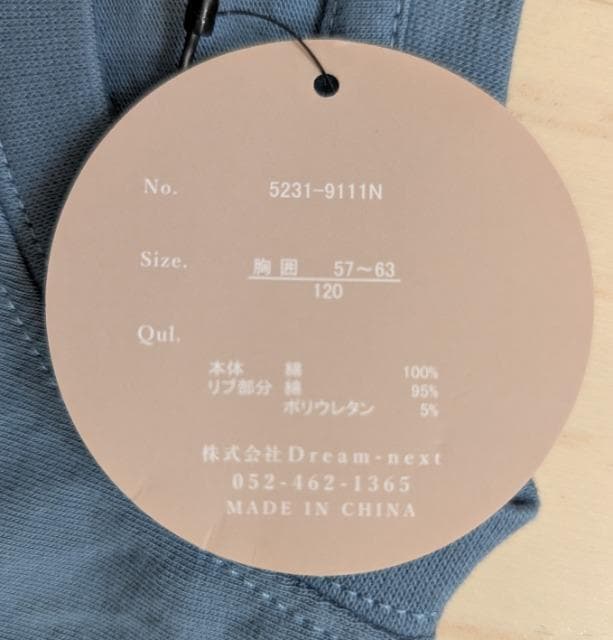 No. 5231-9111N
Size. 胸囲 57～63
120
Qul.
本体 綿 100%
リブ部分 綿 95%
ポリウレタン 5%
株式会社Dream-next
052-462-1365
MADE IN CHINA